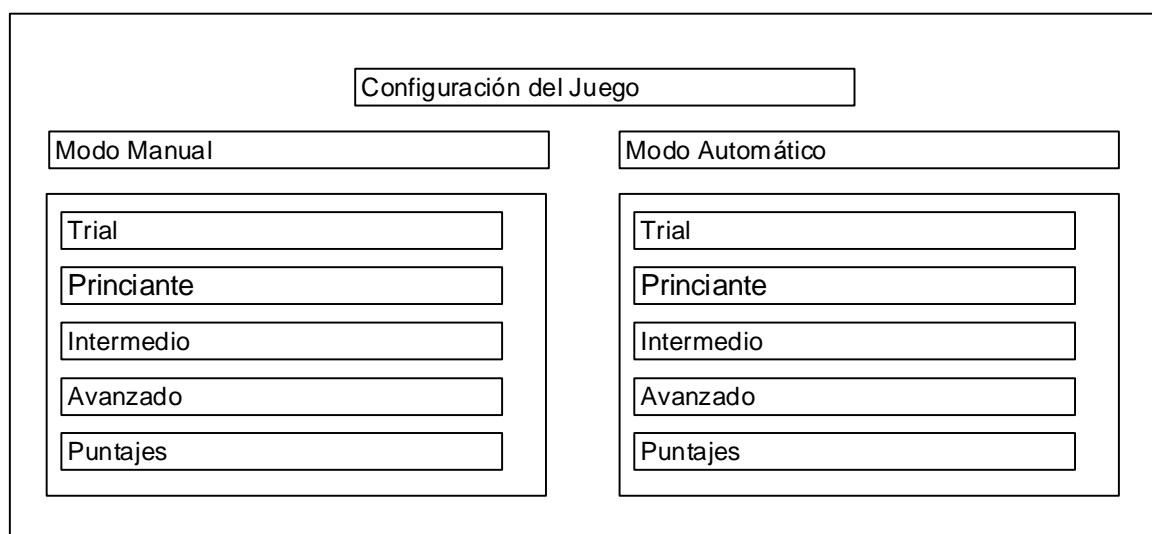 Configuración del Juego
Modo Manual
Trial
Princiante
Intermedio
Avanzado
Puntajes
Modo Automático
Trial
Princiante
Intermedio
Avanzado
Puntajes